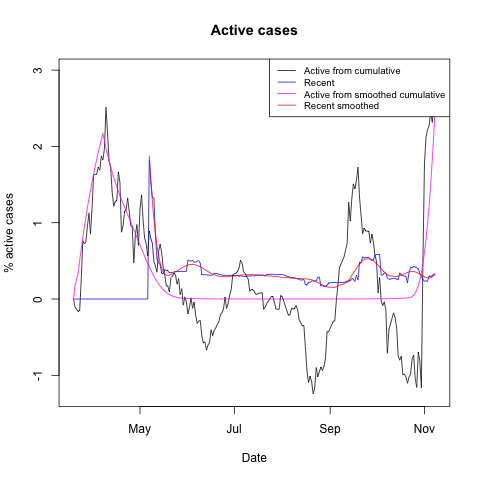 Active cases
Active from cumulative
Recent
Active from smoothed cumulative
Recent smoothed
% active cases
3
2
1
0
-1
May
Jul
Sep
Nov
Date